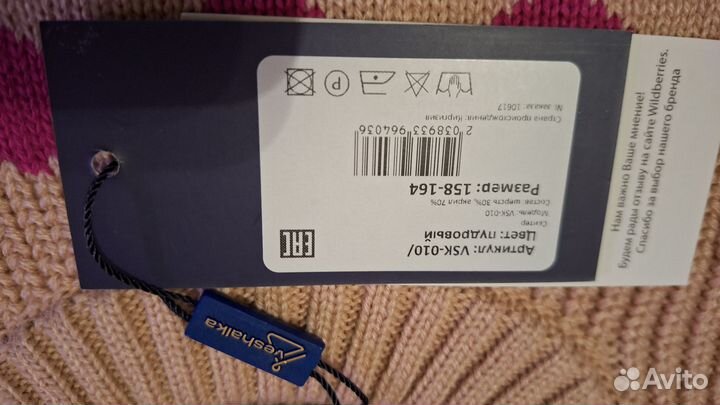 Артикул: VSK-010/
Цвет: пудровый
EAC
Свитер
Модель: VSK-010
Состав: шерсть 30%, акрил 70%
Размер: 158-164
2 038933 964036
Страна происхождения: Киргизия
№ заказа: 10617
P
Нам важно Ваше мнение!
Будем рады отзыву на сайте Wildberries.
Спасибо за выбор нашего бренда
veshalka
Avito